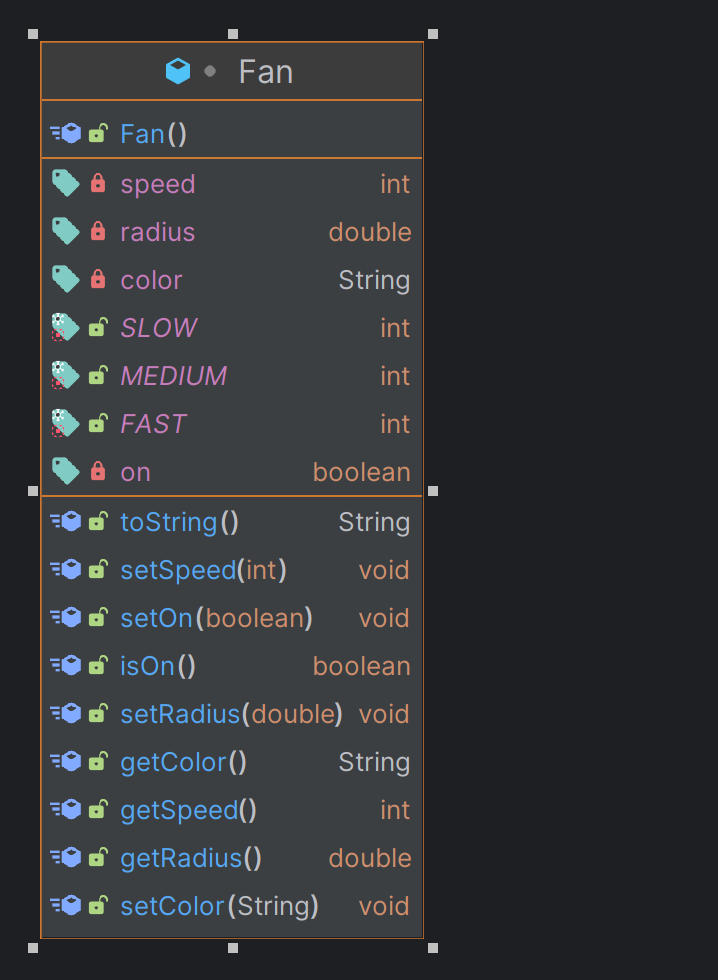 Fan
Fan()
speed int
radius double
color String
SLOW int
MEDIUM int
FAST int
on boolean
toString() String
setSpeed(int) void
setOn(boolean) void
isOn() boolean
setRadius(double) void
getColor() String
getSpeed() int
getRadius() double
setColor(String) void